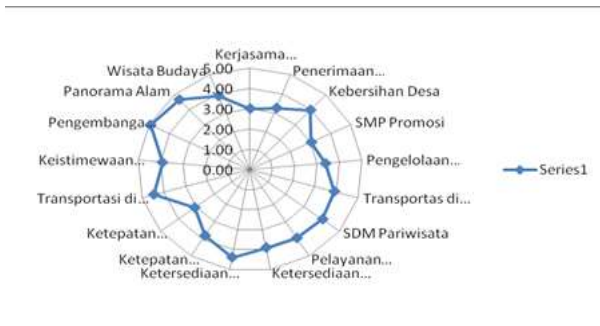 Kerjasama...
Penerimaan...
Kebersihan Desa
SMP Promosi
Pengelolaan...
Transportas di...
SDM Pariwisata
Pelayanan...
Ketersediaan...
Ketersediaan...
Ketepatan...
Ketepatan...
Transportasi di...
Keistimewaan...
Pengembanga...
Panorama Alam
Wisata Budaya
5.00
4.00
3.00
2.00
1.00
0.00
Series1